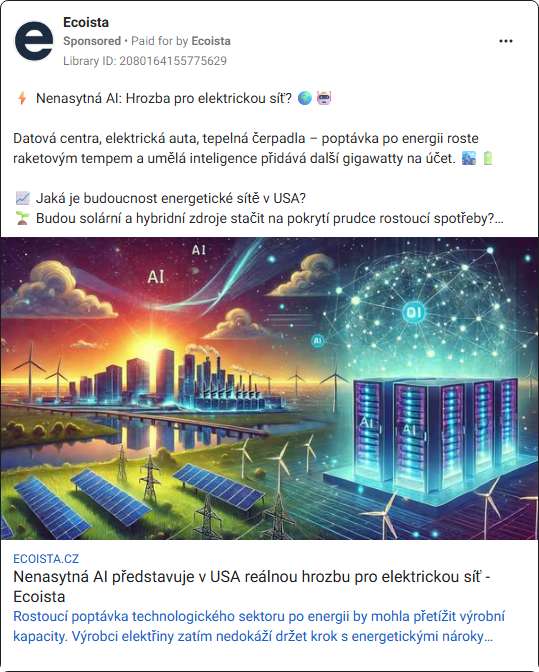 Ecoista
Sponsored • Paid for by Ecoista
Library ID: 2080164155775629
⚡ Nenasytná AI: Hrozba pro elektrickou síť? 🌍 🤖
Datová centra, elektrická auta, tepelná čerpadla – poptávka po energii roste
raketovým tempem a umělá inteligence přidává další gigawatty na účet. 🌌 🔋
📈 Jaká je budoucnost energetické sítě v USA?
🌱 Budou solární a hybridní zdroje stačit na pokrytí prudce rostoucí spotřeby?...
AI
AI
OI
AI
AI
AI
ECOISTA.CZ
Nenasytná AI představuje v USA reálnou hrozbu pro elektrickou síť -
Ecoista
Rostoucí poptávka technologického sektoru po energii by mohla přetížit výrobní
kapacity. Výrobci elektřiny zatím nedokáží držet krok s energetickými nároky...